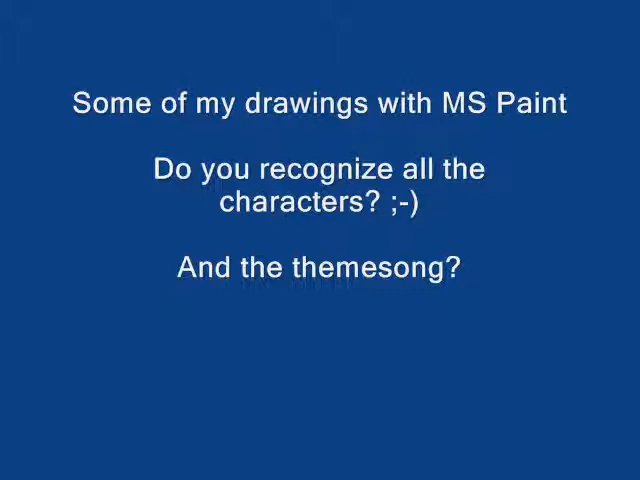 Some of my drawings with MS Paint
Do you recognize all the
characters? ;-)
And the themesong?